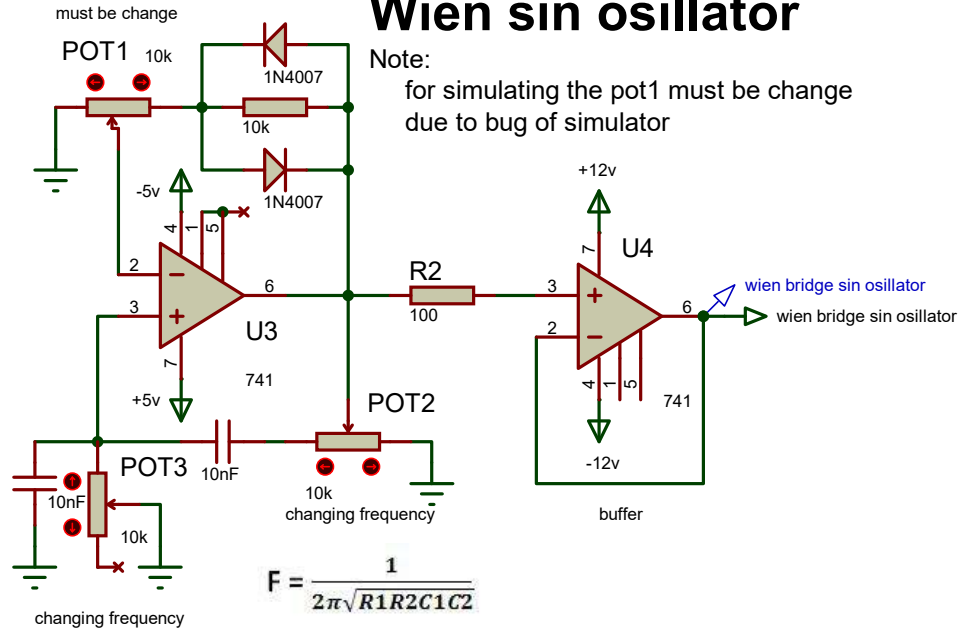 Wien sin osillator
must be change
POT1
10k
Note:
for simulating the pot1 must be change
due to bug of simulator
1N4007
10k
1N4007
-5v
4
1
5
2
3
6
7
U3
741
+5v
R2
100
+12v
7
U4
3
2
6
4
1
5
741
-12v
wien bridge sin osillator
wien bridge sin osillator
buffer
POT2
10k
changing frequency
POT3
10nF
10nF
10k
changing frequency
F = 1 / 2π√R1R2C1C2